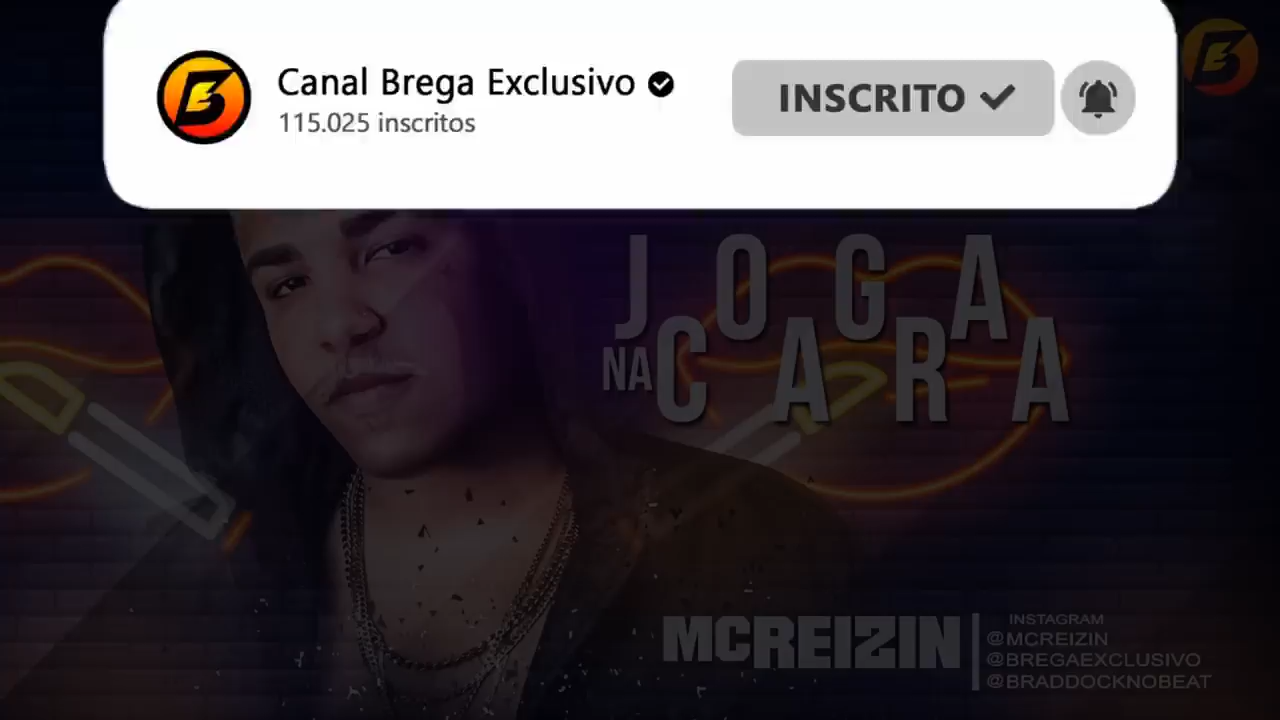 Canal Brega Exclusivo
115.025 inscritos
INSCRITO
JOGA
NA CARA
MCREIZIN
INSTAGRAM
@MCREIZIN
@BREGAEXCLUSIVO
@BRADDOCKNOBEAT